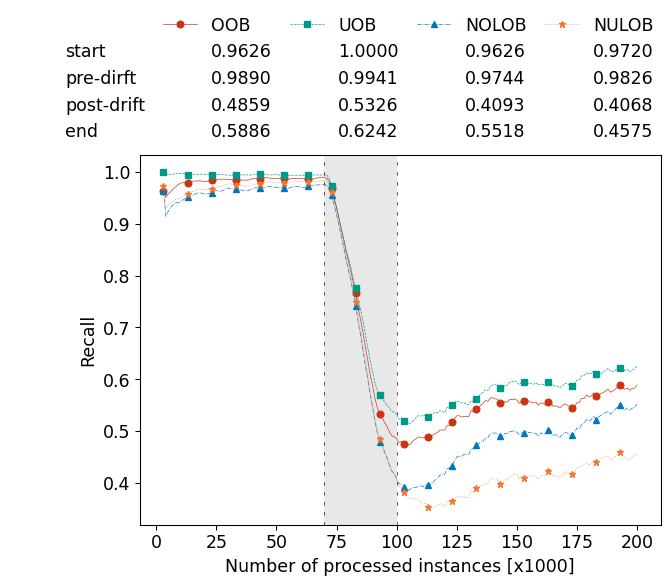 OOB UOB NOLOB NULOB
start 0.9626 1.0000 0.9626 0.9720
pre-dirft 0.9890 0.9941 0.9744 0.9826
post-drift 0.4859 0.5326 0.4093 0.4068
end 0.5886 0.6242 0.5518 0.4575
1.0
0.9
0.8
0.7
0.6
0.5
0.4
Recall
0 25 50 75 100 125 150 175 200
Number of processed instances [x1000]